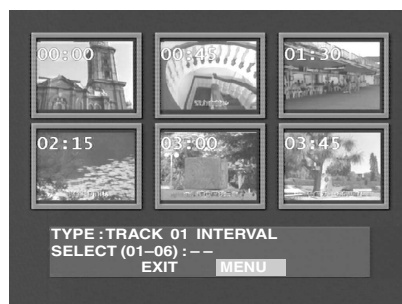 00:00 00:45 01:30
02:15 03:00 03:45
TYPE :TRACK 01 INTERVAL
SELECT (01–06) :– –
EXIT MENU